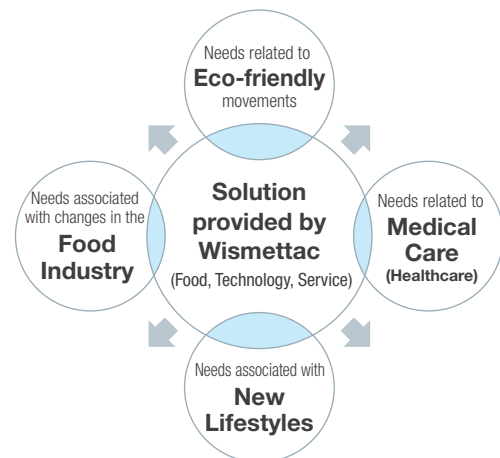 Needs related to
Eco-friendly
movements
Needs associated
with changes in the
Food
Industry
Solution
provided by
Wismettac
(Food, Technology, Service)
Needs related to
Medical
Care
(Healthcare)
Needs associated with
New
Lifestyles